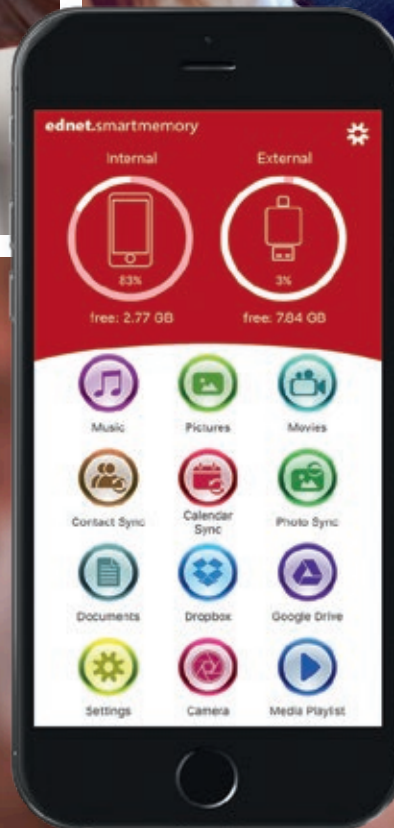 ednet.smartmemory
Internal
External
83%
3%
free: 2.77 GB
free: 7.84 GB
Music
Pictures
Movies
Contact Sync
Calendar
Sync
Photo Sync
Documents
Dropbox
Google Drive
Settings
Camera
Media Playlist